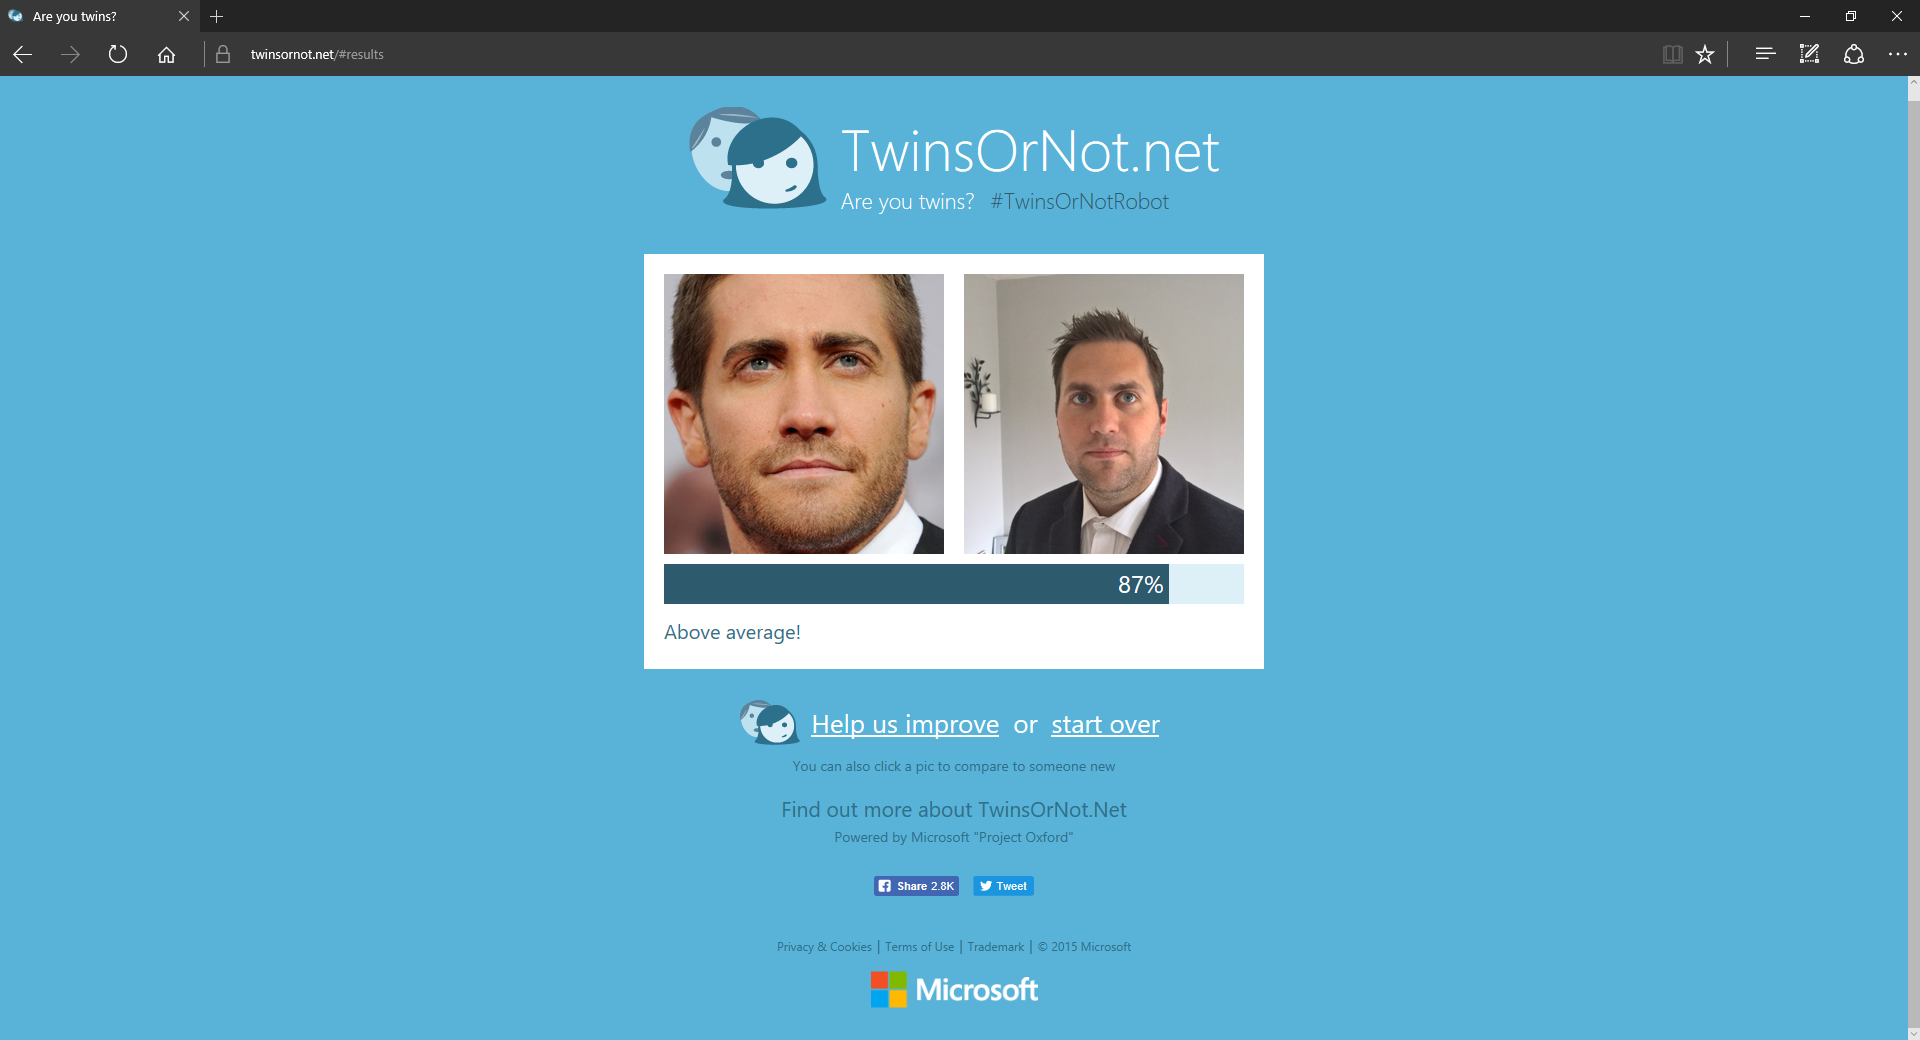 Are you twins?
twinsornot.net/#results
TwinsOrNot.net
Are you twins? #TwinsOrNotRobot
87%
Above average!
Help us improve or start over
You can also click a pic to compare to someone new
Find out more about TwinsOrNot.Net
Powered by Microsoft "Project Oxford"
Share 2.8K Tweet
Privacy & Cookies | Terms of Use | Trademark | © 2015 Microsoft
Microsoft